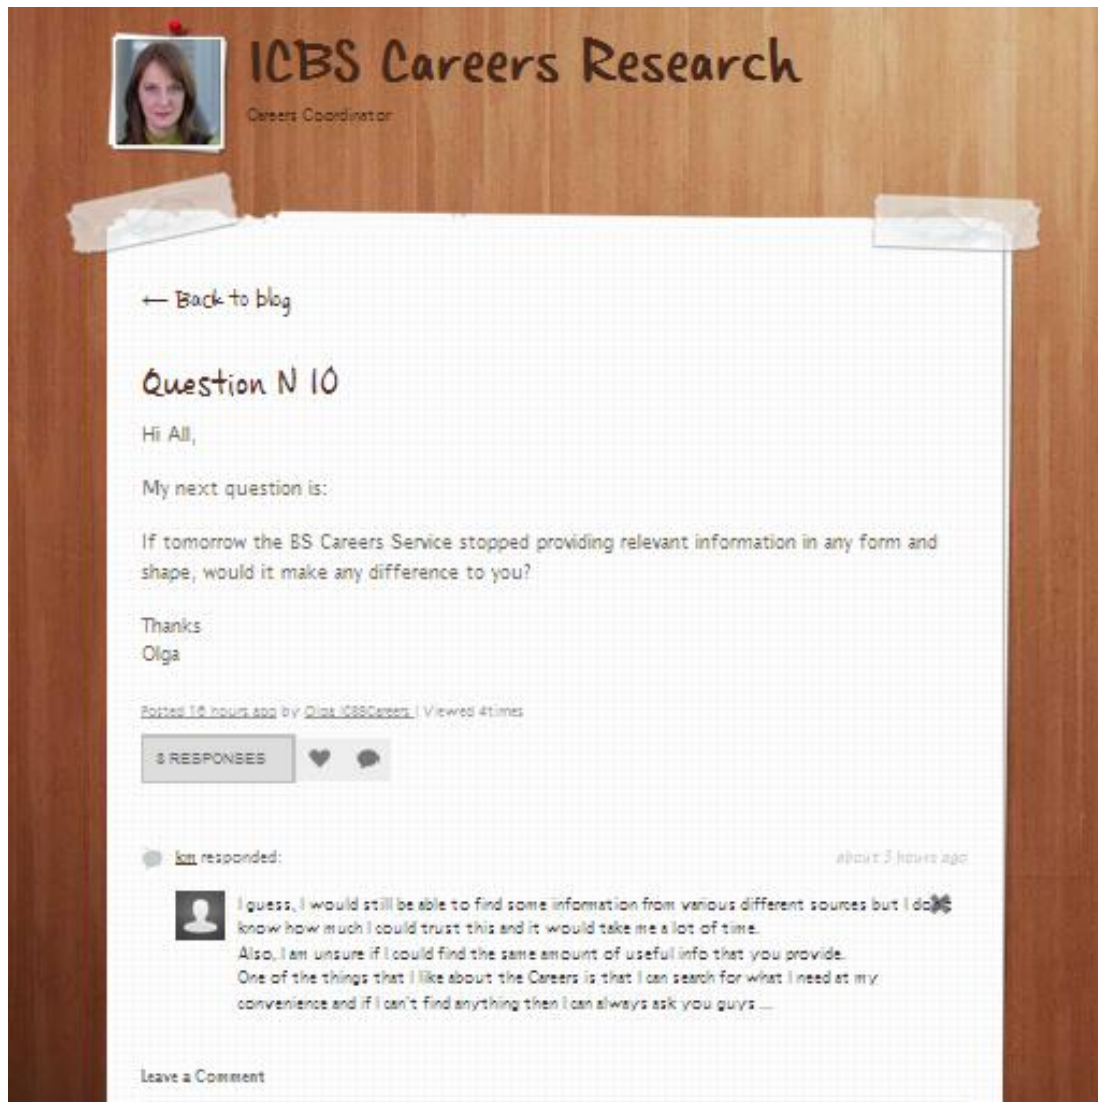 ICBS Careers Research
Careers Coordinator
← Back to blog
Question N 10
Hi All,
My next question is:
If tomorrow the BS Careers Service stopped providing relevant information in any form and
shape, would it make any difference to you?
Thanks
Olga
Posted 16 hours ago by Olga ICBSCareers | Viewed 4times
8 RESPONSES
responded:
about 3 hours ago
I guess, I would still be able to find some information from various different sources but I
know how much I could trust this and it would take me a lot of time.
Also, I am unsure if I could find the same amount of useful info that you provide.
One of the things that I like about the Careers is that I can search for what I need at my
convenience and if I can't find anything then I can always ask you guys ...
Leave a Comment